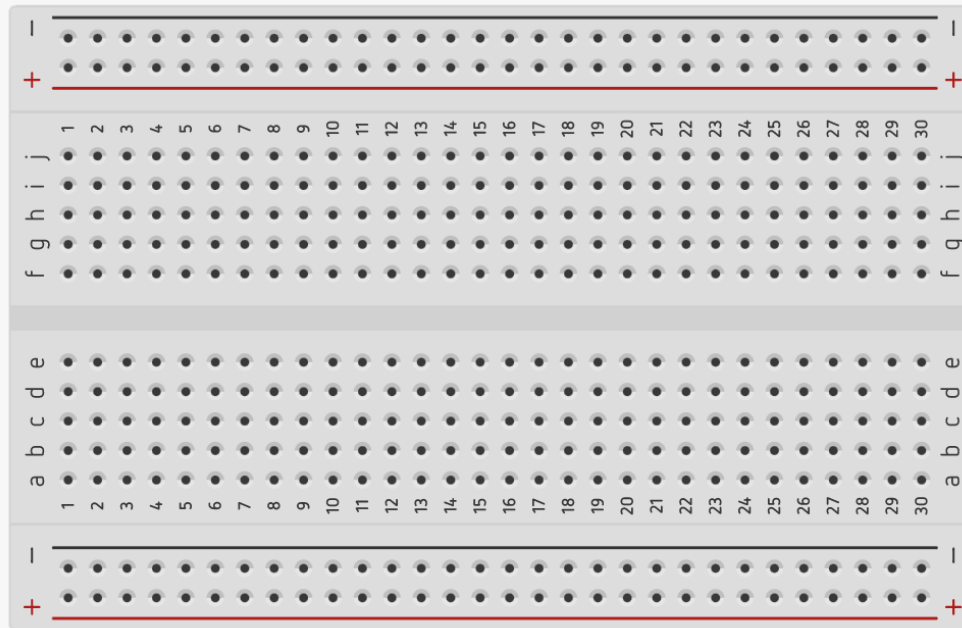 − −
+ +
1 2 3 4 5 6 7 8 9 10 11 12 13 14 15 16 17 18 19 20 21 22 23 24 25 26 27 28 29 30
j j
i i
h h
g g
f f
e e
d d
c c
b b
a a
1 2 3 4 5 6 7 8 9 10 11 12 13 14 15 16 17 18 19 20 21 22 23 24 25 26 27 28 29 30
− −
+ +